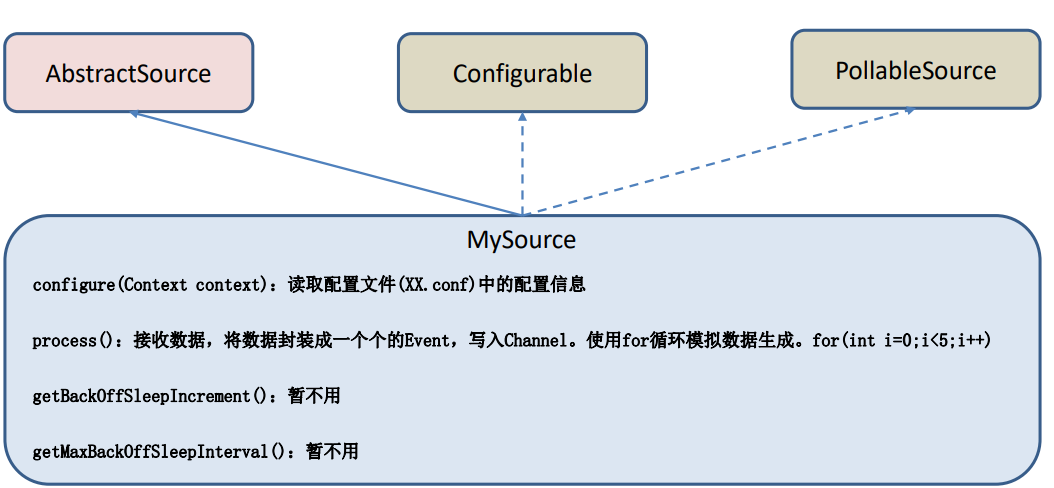 AbstractSource
Configurable
PollableSource
MySource
configure(Context context)：读取配置文件(XX.conf)中的配置信息
process()：接收数据，将数据封装成一个个的Event，写入Channel。使用for循环模拟数据生成。for(int i=0;i<5;i++)
getBackOffSleepIncrement()：暂不用
getMaxBackOffSleepInterval()：暂不用